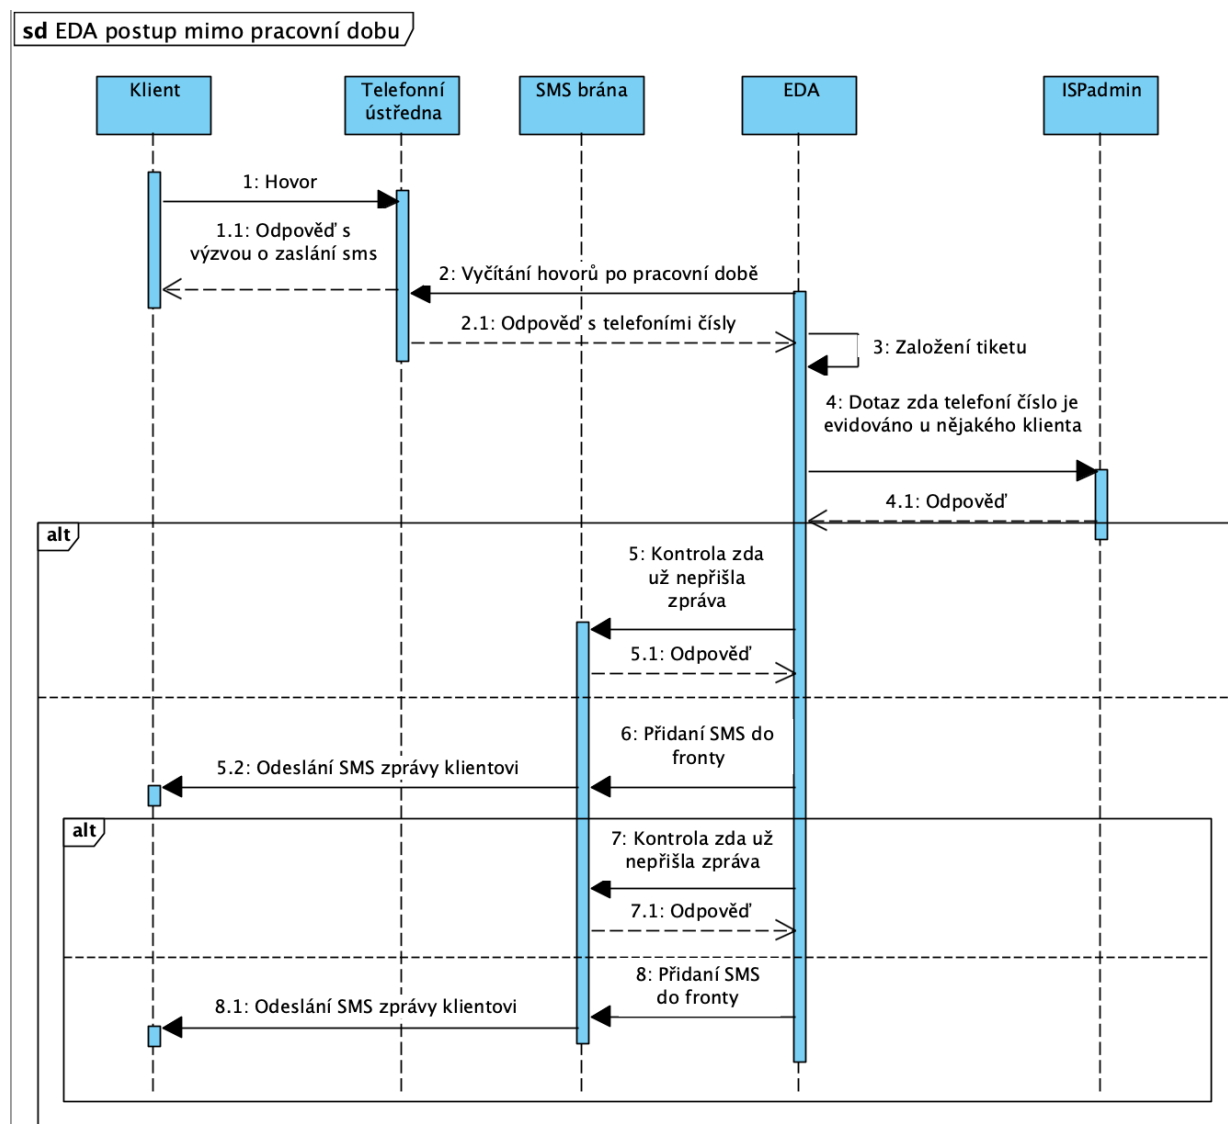 sd EDA postup mimo pracovní dobu
Klient
Telefonní
ústředna
SMS brána
EDA
ISPadmin
1: Hovor
1.1: Odpověď s
výzvou o zaslání sms
2: Vyčítání hovorů po pracovní době
2.1: Odpověď s telefoními čísly
3: Založení tiketu
4: Dotaz zda telefoní číslo je
evidováno u nějakého klienta
4.1: Odpověď
alt
5: Kontrola zda
už nepřišla
zpráva
5.1: Odpověď
6: Přidaní SMS do
fronty
5.2: Odeslání SMS zprávy klientovi
alt
7: Kontrola zda už
nepřišla zpráva
7.1: Odpověď
8: Přidaní SMS
do fronty
8.1: Odeslání SMS zprávy klientovi